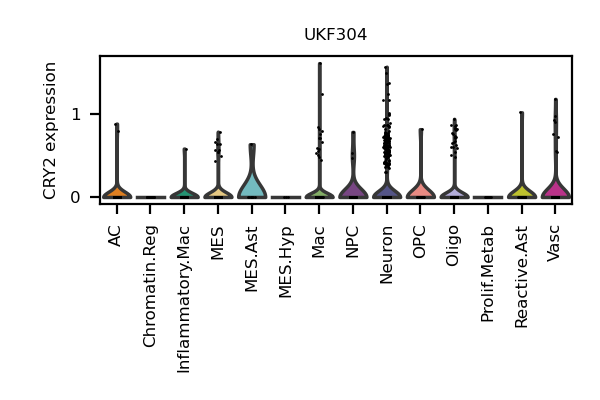 UKF304
CRY2 expression
1
0
AC
Chromatin.Reg
Inflammatory.Mac
MES
MES.Ast
MES.Hyp
Mac
NPC
Neuron
OPC
Oligo
Prolif.Metab
Reactive.Ast
Vasc